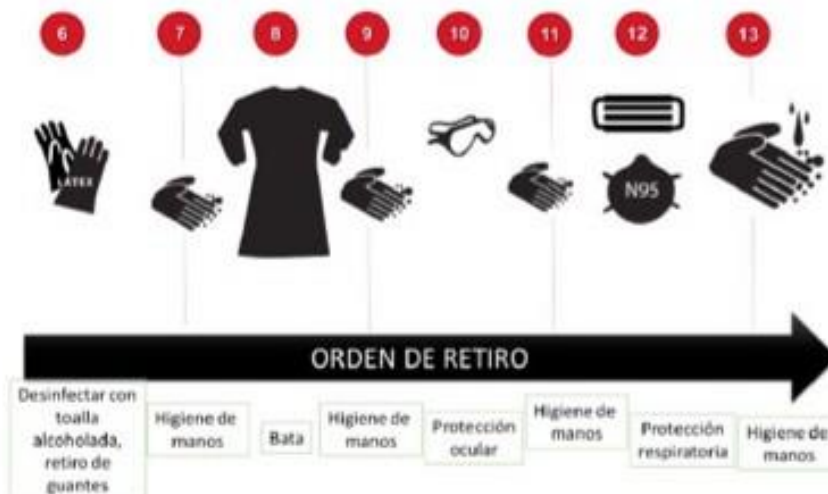 6 7 8 9 10 11 12 13
LATEX
N95
ORDEN DE RETIRO
Desinfectar con
toalla
alcoholada,
retiro de
guantes
Higiene de
manos
Bata
Higiene de
manos
Protección
ocular
Higiene de
manos
Protección
respiratoria
Higiene de
manos